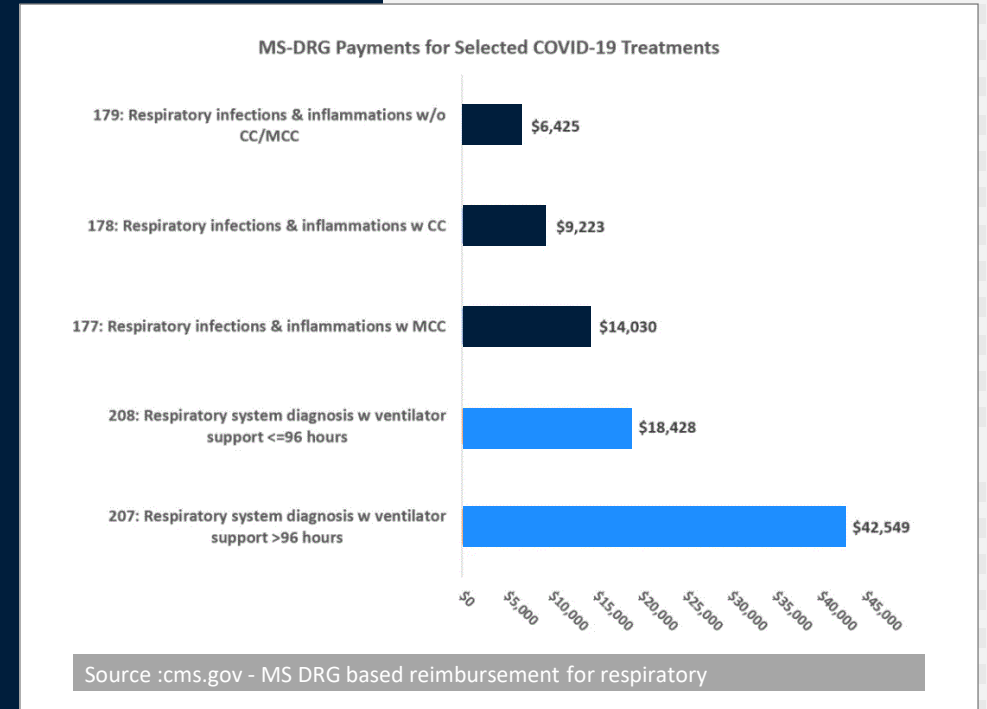 MS-DRG Payments for Selected COVID-19 Treatments
179: Respiratory infections & inflammations w/o
CC/MCC
$6,425
178: Respiratory infections & inflammations w CC
$9,223
177: Respiratory infections & inflammations w MCC
$14,030
208: Respiratory system diagnosis w ventilator
support <=96 hours
$18,428
207: Respiratory system diagnosis w ventilator
support >96 hours
$42,549
$0 $5,000 $10,000 $15,000 $20,000 $25,000 $30,000 $35,000 $40,000 $45,000
Source :cms.gov - MS DRG based reimbursement for respiratory